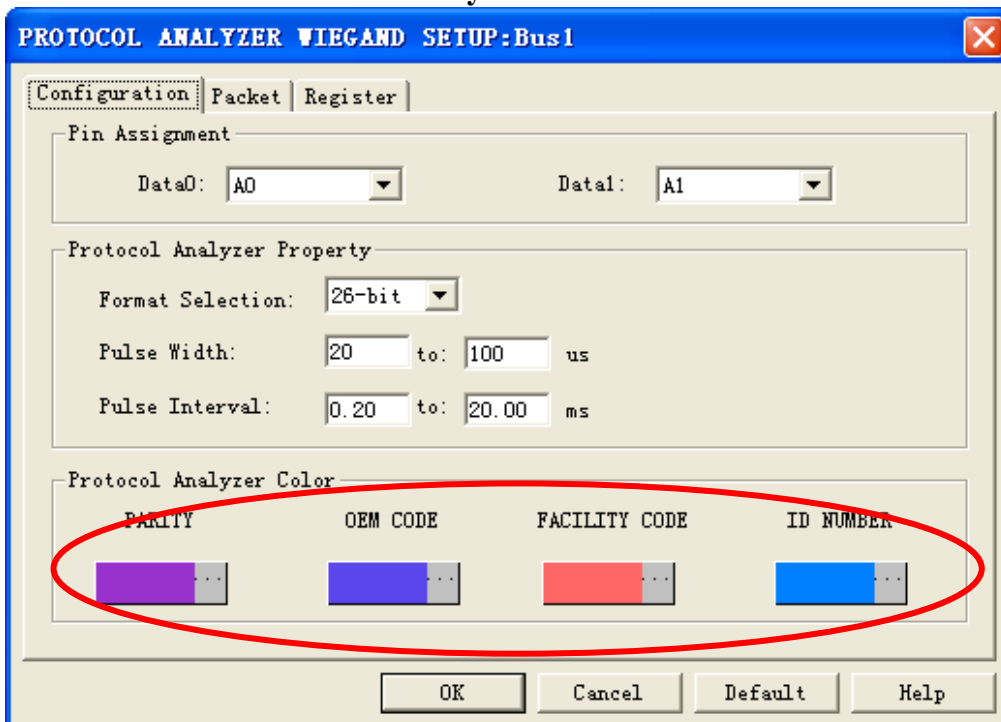 PROTOCOL ANALYZER WIEGAND SETUP:Bus1
Configuration Packet Register
Pin Assignment
Data0: A0 Data1: A1
Protocol Analyzer Property
Format Selection: 26-bit
Pulse Width: 20 to: 100 us
Pulse Interval: 0.20 to: 20.00 ms
Protocol Analyzer Color
PARITY OEM CODE FACILITY CODE ID NUMBER
... ... ... ...
OK Cancel Default Help